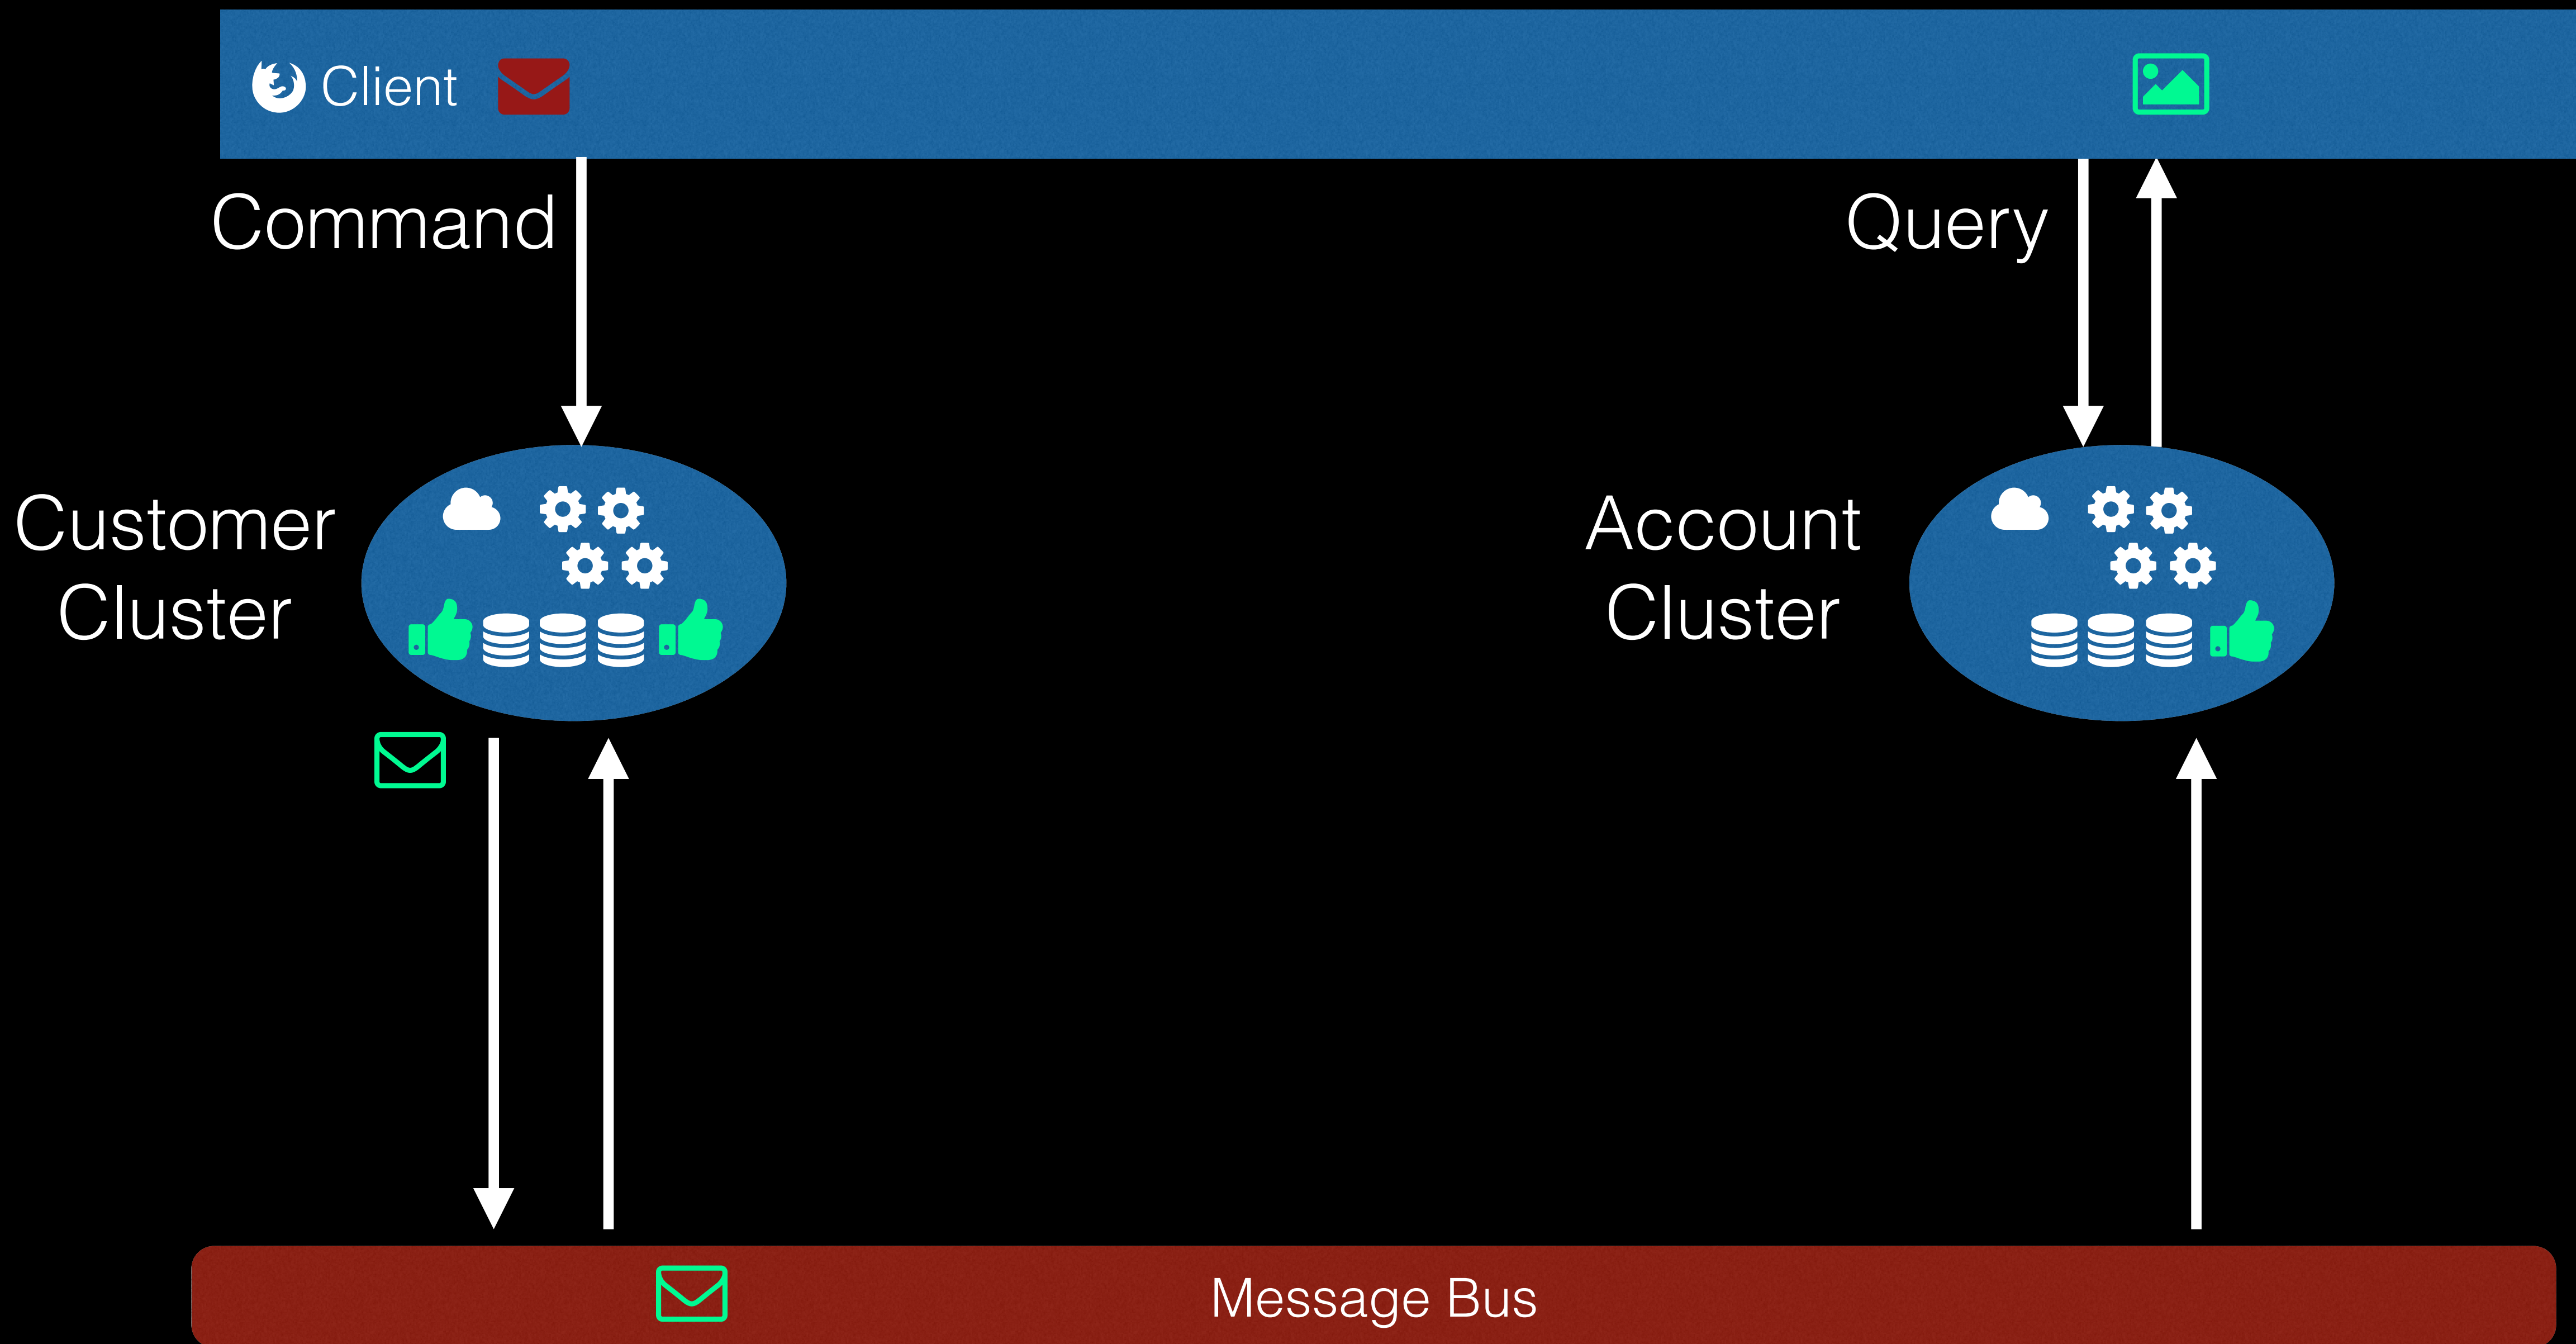 Client
Command
Query
Customer
Cluster
Account
Cluster
Message Bus